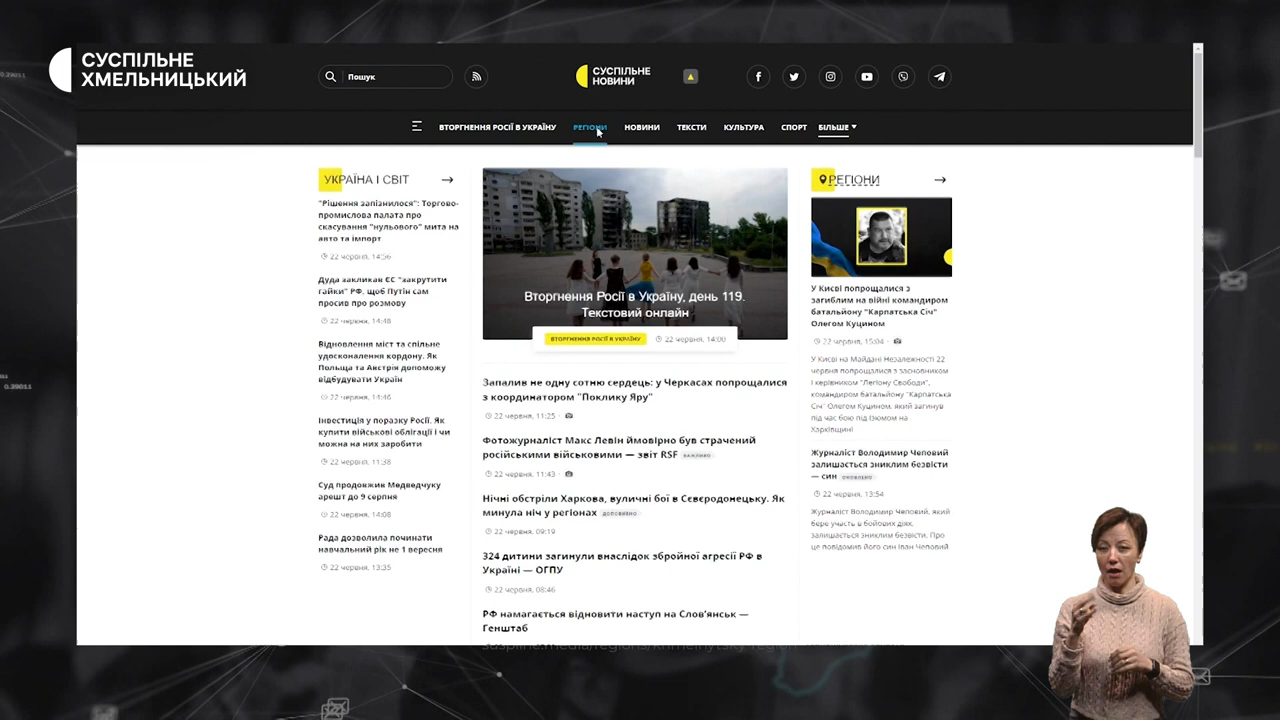 СУСПІЛЬНЕ
ХМЕЛЬНИЦЬКИЙ
Пошук
СУСПІЛЬНЕ
НОВИНИ
ВТОРГНЕННЯ РОСІЇ В УКРАЇНУ
РЕГІОНИ
НОВИНИ
ТЕКСТИ
КУЛЬТУРА
СПОРТ
БІЛЬШЕ
УКРАЇНА І СВІТ
"Рішення запізнилося": Торгово-
промислова палата про
скасування "нульового" мита на
авто та імпорт
22 червня, 14:56
Дуда закликав ЄС "закрутити
гайки" РФ, щоб Путін сам
просив про розмову
22 червня, 14:48
Відновлення міст та спільне
удосконалення кордону. Як
Польща та Австрія допоможу
відбудувати Україн
22 червня, 14:46
Інвестиція у поразку Росії. Як
купити військові облігації і чи
можна на них заробити
22 червня, 11:38
Суд продовжив Медведчуку
арешт до 9 серпня
22 червня, 14:08
Рада дозволила починати
навчальний рік не 1 вересня
22 червня, 13:35
Вторгнення Росії в Україну, день 119.
Текстовий онлайн
ВТОРГНЕННЯ РОСІЇ В УКРАЇНУ
22 червня, 14:00
Запалив не одну сотню сердець: у Черкасах попрощалися
з координатором "Поклику Яру"
22 червня, 11:25
Фотожурналіст Макс Левін ймовірно був страчений
російськими військовими — звіт RSF ВАЖЛИВО
22 червня, 11:43
Нічні обстріли Харкова, вуличні бої в Сєвєродонецьку. Як
минула ніч у регіонах ДОПОВНЕНО
22 червня, 09:19
324 дитини загинули внаслідок збройної агресії РФ в
Україні — ОГПУ
22 червня, 08:46
РФ намагається відновити наступ на Слов'янськ —
Генштаб
РЕГІОНИ
У Києві попрощалися з
загиблим на війні командиром
батальйону "Карпатська Січ"
Олегом Куцином
22 червня, 15:04
У Києві на Майдані Незалежності 22
червня попрощалися з засновником
і керівником "Легіону Свободи",
командиром батальйону "Карпатська
Січ" Олегом Куцином, який загинув
під час бою під Ізюмом на
Харківщині
Журналіст Володимир Чеповий
залишається зниклим безвісти
— син ОНОВЛЕНО
22 червня, 13:54
Журналіст Володимир Чеповий, який
бере участь в бойових діях,
залишається зниклим безвісти. Про
це повідомив його син Іван Чеповий
suspilne.media/regions/khmelnytsky-region